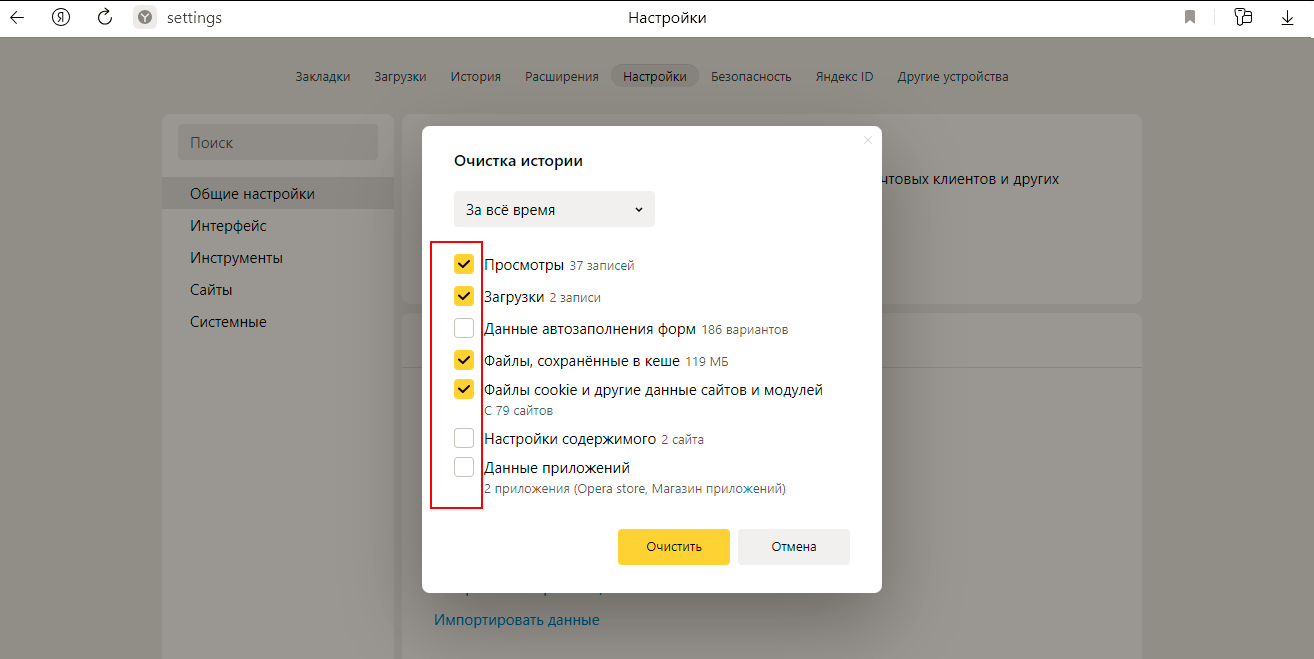 settings
Настройки
Закладки Загрузки История Расширения Настройки Безопасность Яндекс ID Другие устройства
Поиск
Общие настройки
Интерфейс
Инструменты
Сайты
Системные
чтовых клиентов и других
Очистка истории
За всё время
Просмотры 37 записей
Загрузки 2 записи
Данные автозаполнения форм 186 вариантов
Файлы, сохранённые в кеше 119 МБ
Файлы cookie и другие данные сайтов и модулей
С 79 сайтов
Настройки содержимого 2 сайта
Данные приложений
2 приложения (Opera store, Магазин приложений)
Очистить Отмена
Импортировать данные